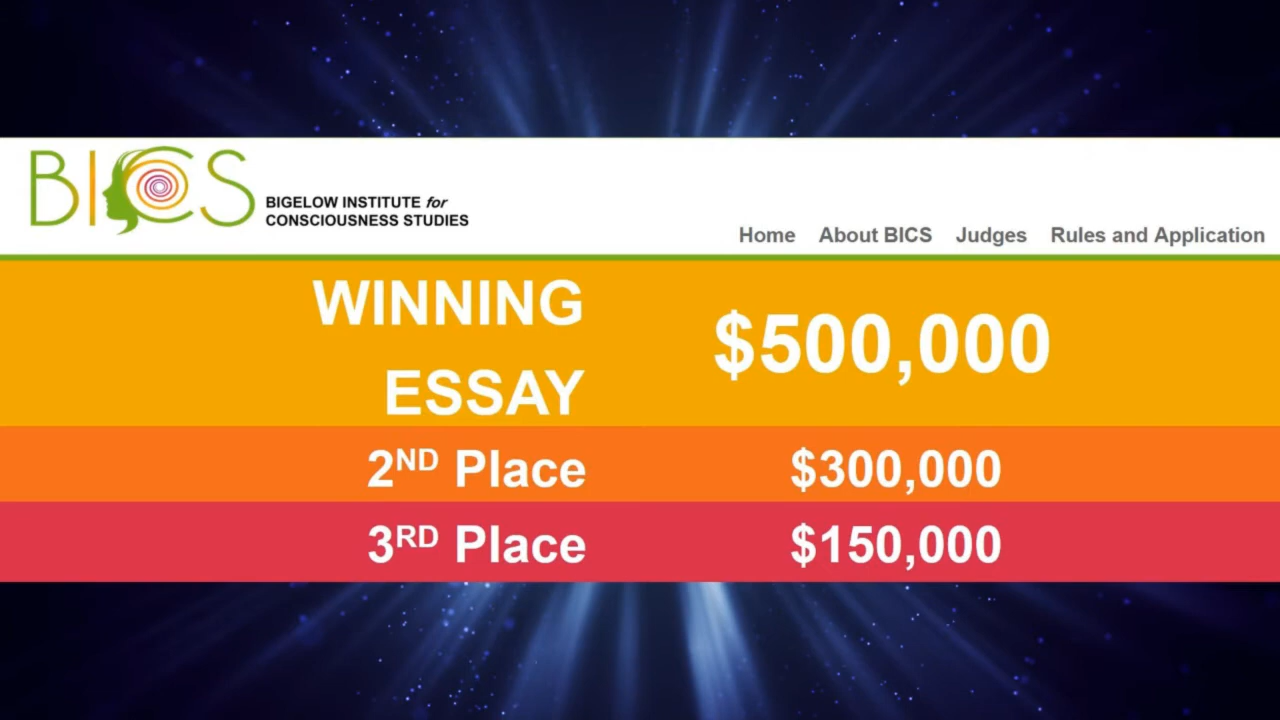 BICS
BIGELOW INSTITUTE for
CONSCIOUSNESS STUDIES
Home About BICS Judges Rules and Application
WINNING
ESSAY
$500,000
2ND Place $300,000
3RD Place $150,000